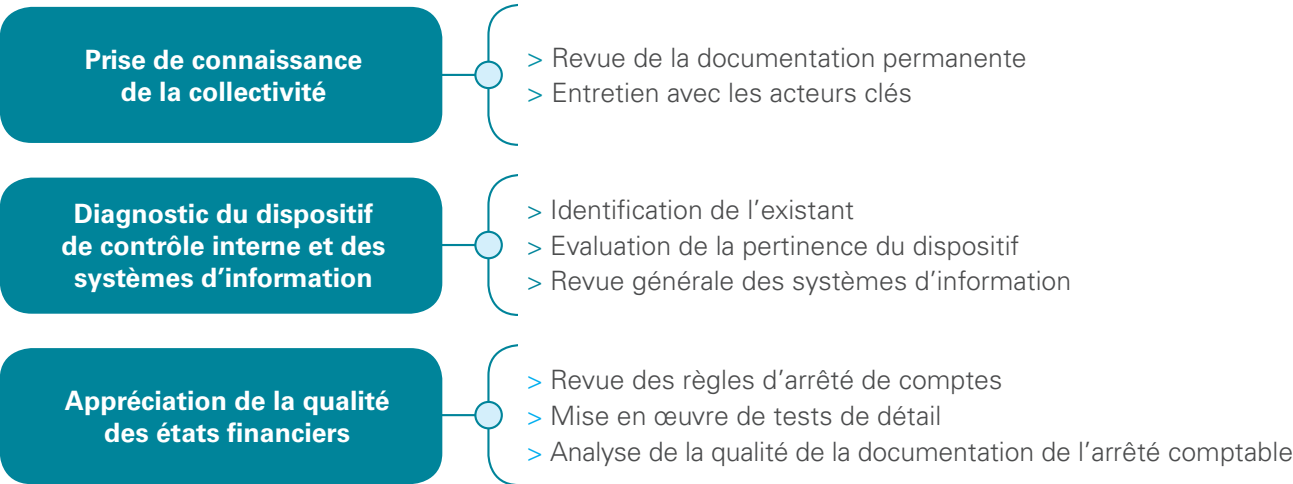 Prise de connaissance
de la collectivité
> Revue de la documentation permanente
> Entretien avec les acteurs clés
Diagnostic du dispositif
de contrôle interne et des
systèmes d’information
> Identification de l’existant
> Evaluation de la pertinence du dispositif
> Revue générale des systèmes d’information
Appréciation de la qualité
des états financiers
> Revue des règles d’arrêté de comptes
> Mise en œuvre de tests de détail
> Analyse de la qualité de la documentation de l’arrêté comptable